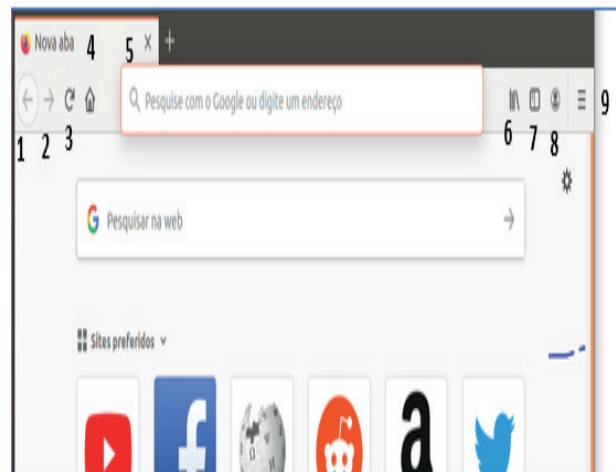 Nova aba 4 5
Pesquise com o Google ou digite um endereço
1 2 3 6 7 8 9
G Pesquisar na web
Sites preferidos
f W a